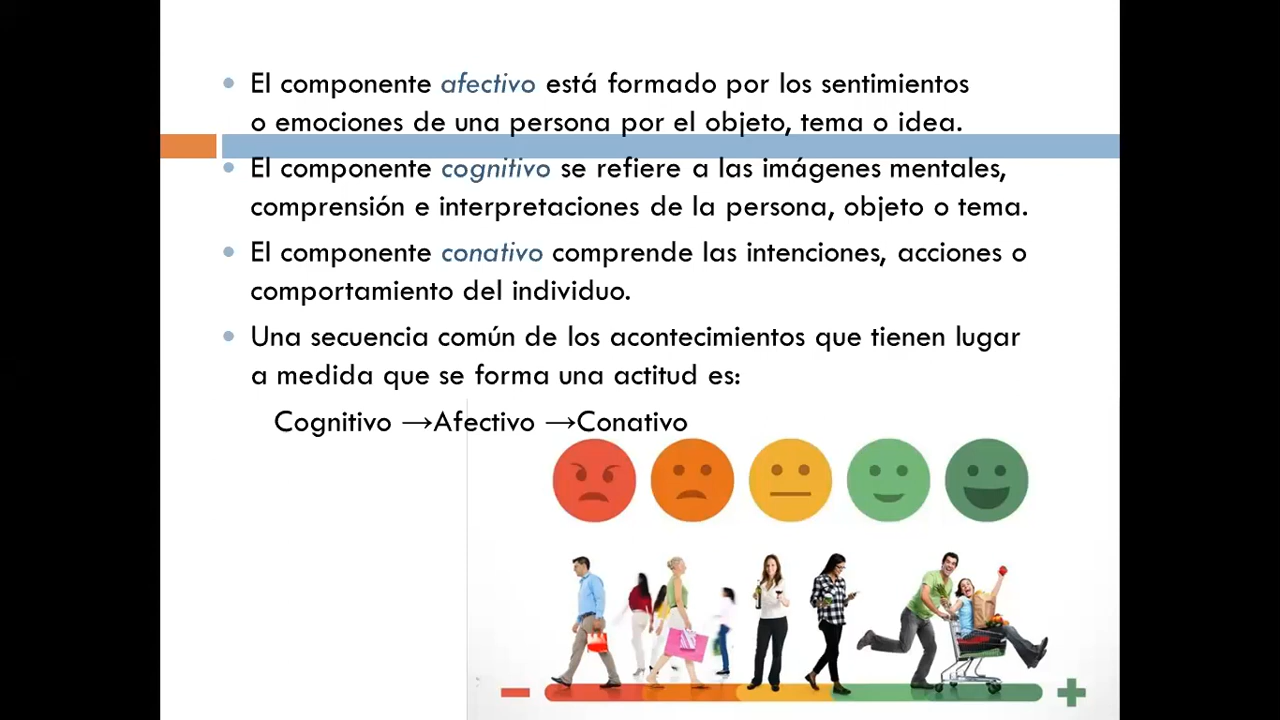 • El componente afectivo está formado por los sentimientos
o emociones de una persona por el objeto, tema o idea.
• El componente cognitivo se refiere a las imágenes mentales,
comprensión e interpretaciones de la persona, objeto o tema.
• El componente conativo comprende las intenciones, acciones o
comportamiento del individuo.
• Una secuencia común de los acontecimientos que tienen lugar
a medida que se forma una actitud es:
Cognitivo →Afectivo →Conativo